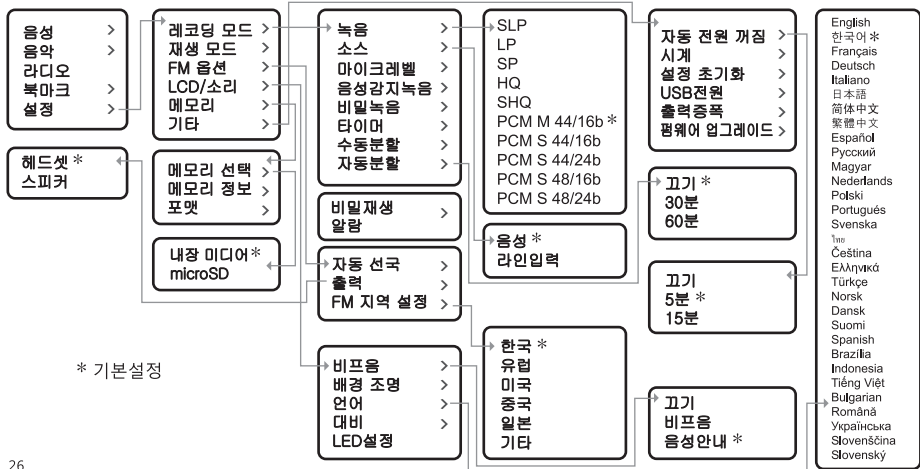 음성 >
음악 >
라디오
북마크 >
설정 >
헤드셋 *
스피커
레코딩 모드 >
재생 모드 >
FM 옵션 >
LCD/소리 >
메모리 >
기타 >
메모리 선택 >
메모리 정보 >
포맷 >
내장 미디어 *
microSD
녹음 >
소스 >
마이크레벨 >
음성감지녹음 >
비밀녹음 >
타이머 >
수동분할 >
자동분할 >
비밀재생 >
알람
자동 선국 >
출력 >
FM 지역 설정 >
비프음 >
배경 조명 >
언어 >
대비 >
LED설정
SLP
LP
SP
HQ
SHQ
PCM M 44/16b *
PCM S 44/16b
PCM S 44/24b
PCM S 48/16b
PCM S 48/24b
음성 *
라인입력
한국 *
유럽
미국
중국
일본
기타
자동 전원 꺼짐 >
시계 >
설정 초기화 >
USB전원 >
출력증폭 >
펌웨어 업그레이드 >
끄기 *
30분
60분
끄기
5분 *
15분
끄기
비프음
음성안내 *
English
한국어 *
Français
Deutsch
Italiano
日本語
简体中文
繁體中文
Español
Русский
Magyar
Nederlands
Polski
Portugués
Svenska
ไทย
Čeština
Ελληνικά
Türkçe
Norsk
Dansk
Suomi
Spanish
Brazília
Indonesia
Tiếng Việt
Bulgarian
Română
Українська
Slovenščina
Slovenský
* 기본설정
26